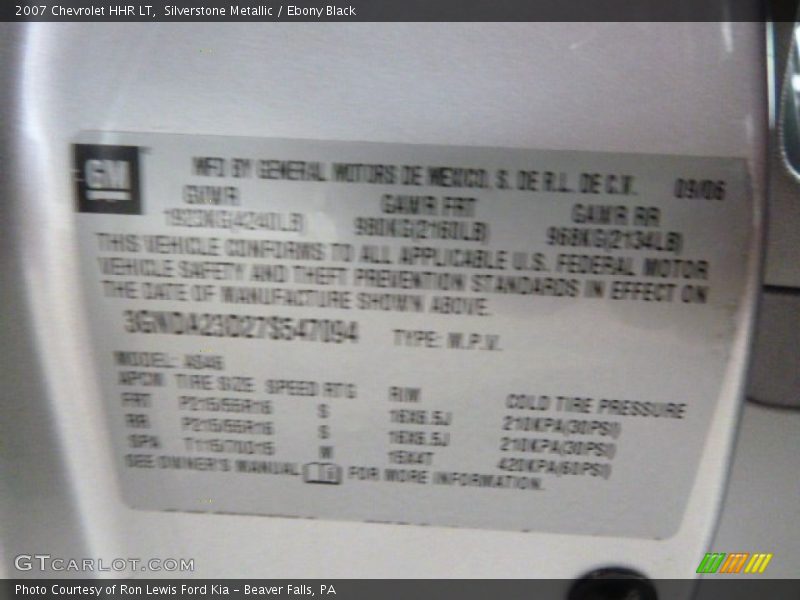 2007 Chevrolet HHR LT, Silverstone Metallic / Ebony Black
GM
MFD BY GENERAL MOTORS DE MEXICO, S. DE R.L. DE C.V. 09/06
GVWR GAWR FRT GAWR RR
1923KG(4240LB) 980KG(2160LB) 968KG(2134LB)
THIS VEHICLE CONFORMS TO ALL APPLICABLE U.S. FEDERAL MOTOR
VEHICLE SAFETY AND THEFT PREVENTION STANDARDS IN EFFECT ON
THE DATE OF MANUFACTURE SHOWN ABOVE.
3GNDA23D27S547094 TYPE: M.P.V.
MODEL: AS46
TIRE SIZE SPEED RTG RIM COLD TIRE PRESSURE
FRT P215/55R16 S 16X6.5J 210KPA(30PSI)
RR P215/55R16 S 16X6.5J 210KPA(30PSI)
SPA T115/70D15 M 15X4T 420KPA(60PSI)
SEE OWNER'S MANUAL FOR MORE INFORMATION.
GTCARLOT.COM
Photo Courtesy of Ron Lewis Ford Kia - Beaver Falls, PA